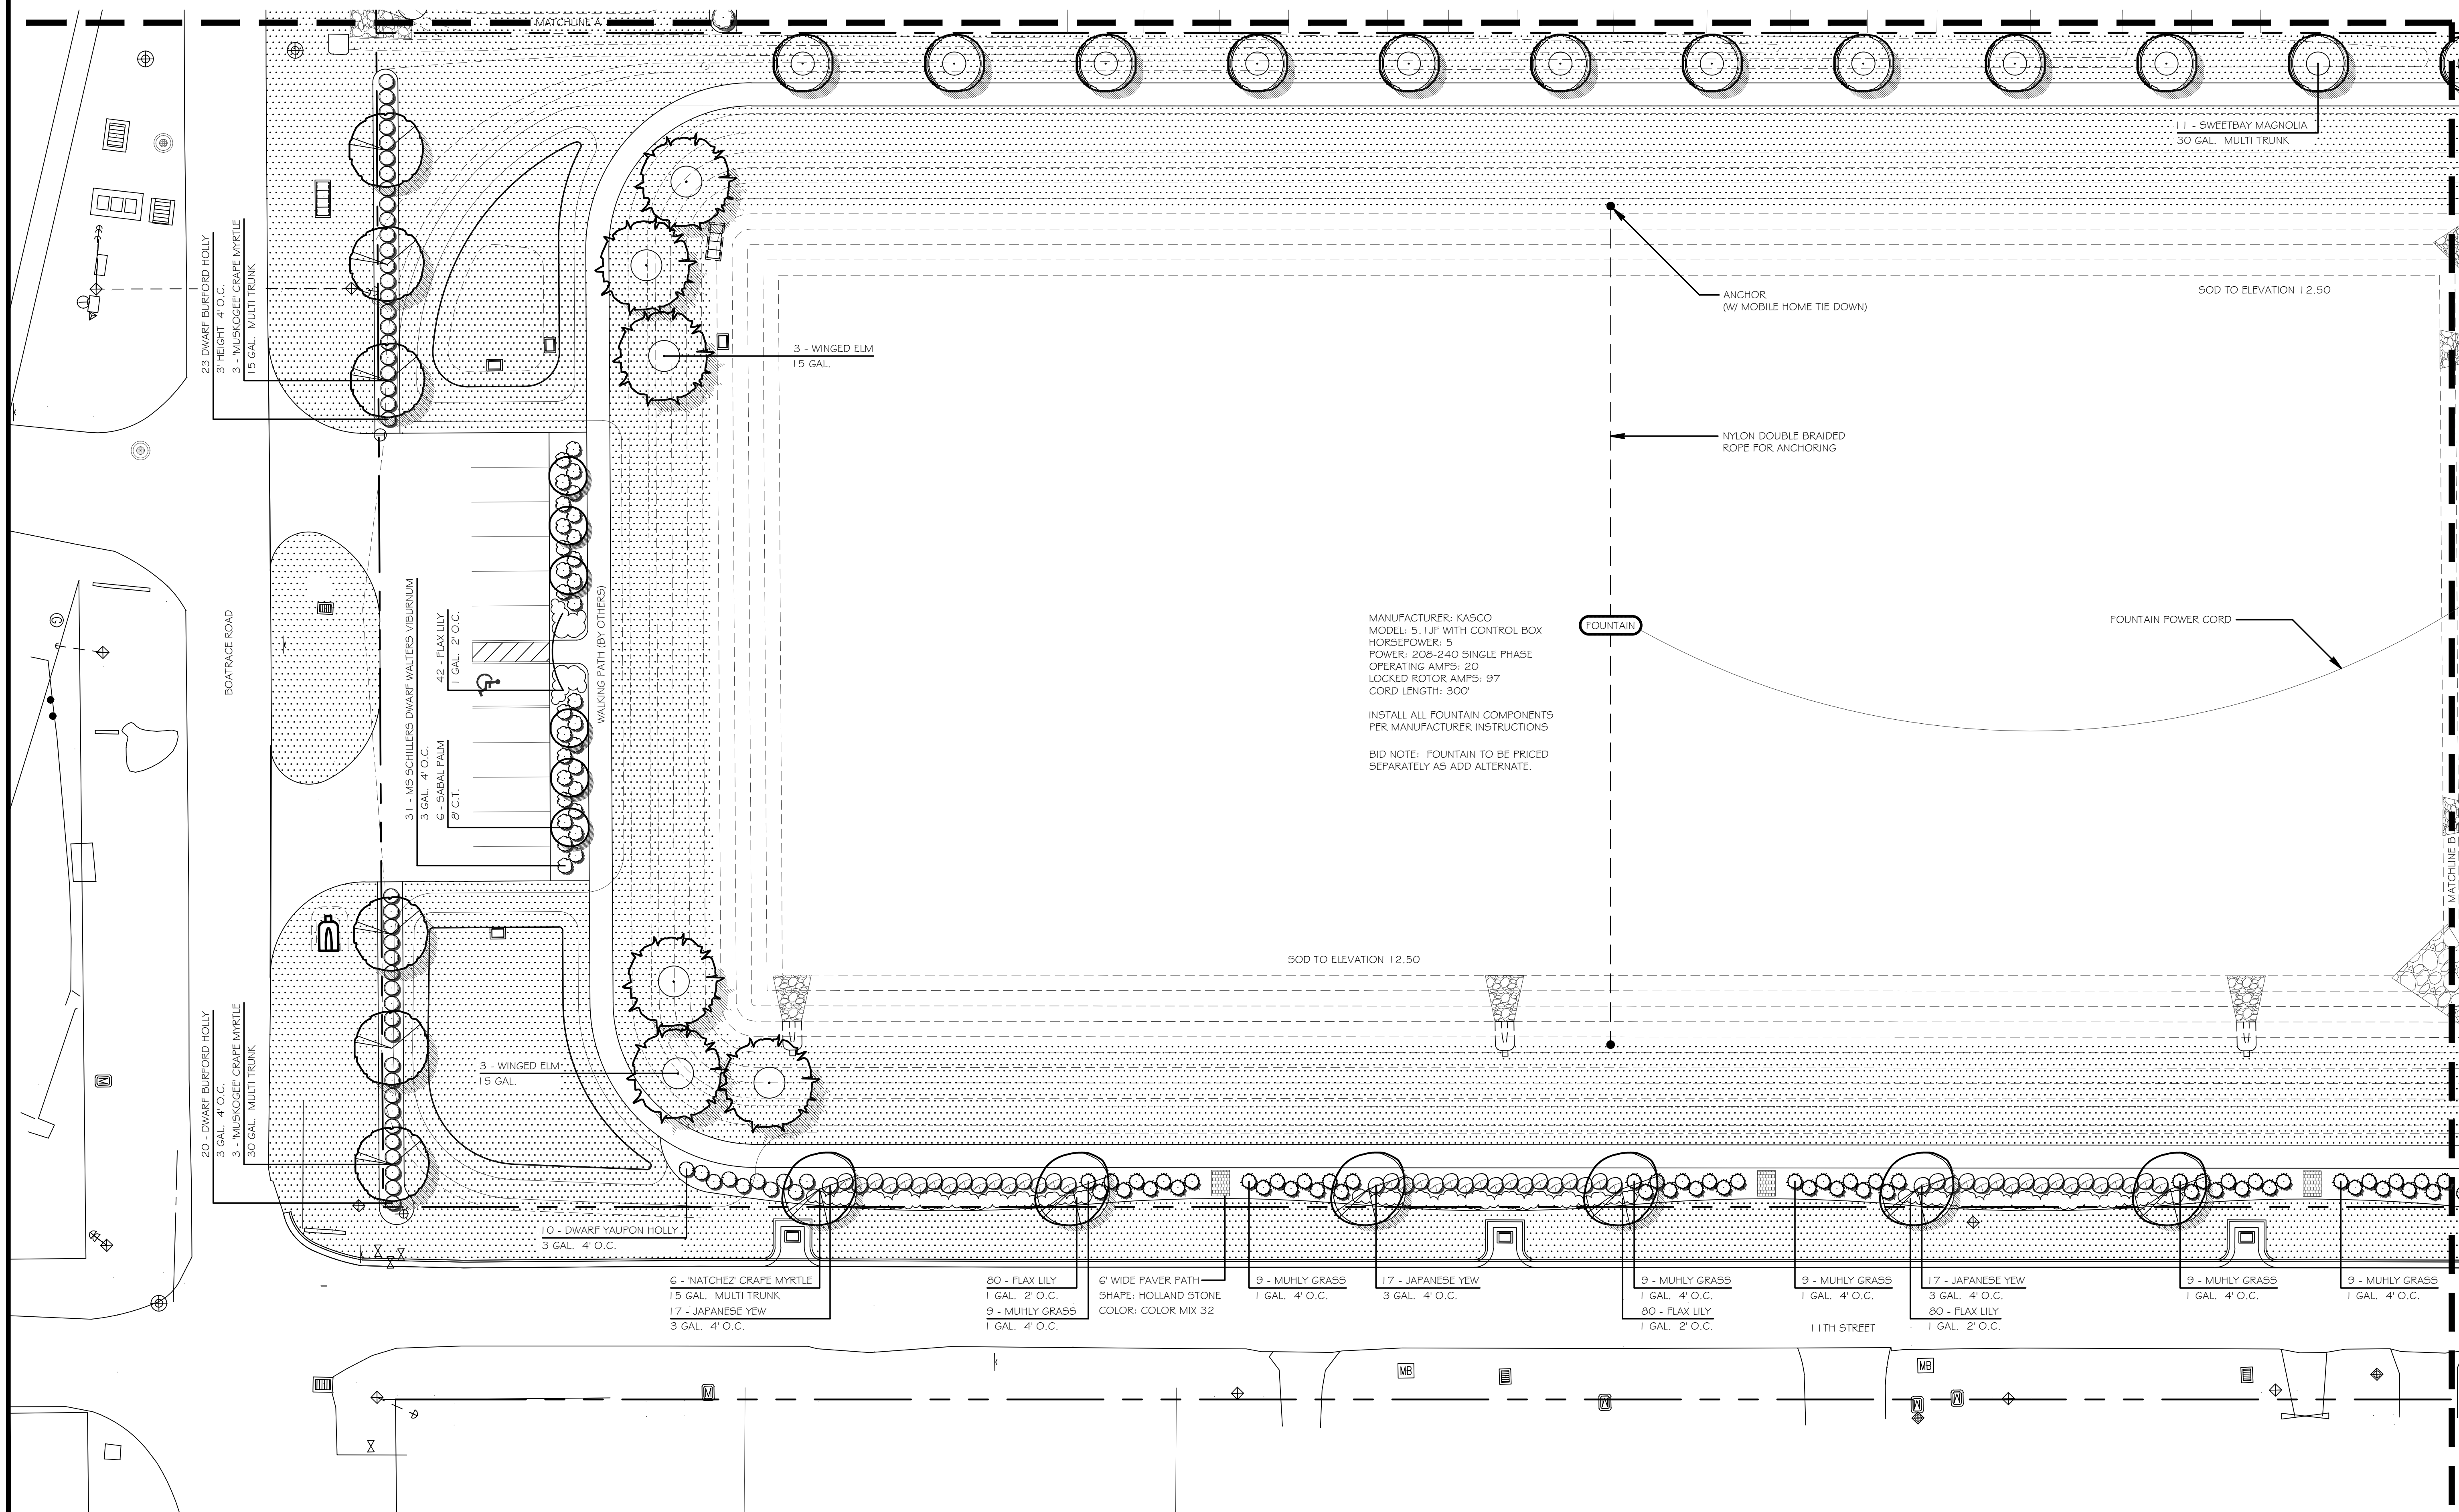 MATCHLINE A
11 - SWEETBAY MAGNOLIA
30 GAL. MULTI TRUNK
23 DWARF BURFORD HOLLY
3' HEIGHT 4' O.C.
3 - 'MUSKOGEE' CRAPE MYRTLE
15 GAL. MULTI TRUNK
ANCHOR
(W/ MOBILE HOME TIE DOWN)
SOD TO ELEVATION 12.50
3 - WINGED ELM
15 GAL.
NYLON DOUBLE BRAIDED
ROPE FOR ANCHORING
BOATRACE ROAD
31 - MS SCHILLERS DWARF WALTERS VIBURNUM
3 GAL. 4' O.C.
6 - SABAL PALM
8' C.T.
42 - FLAX LILY
1 GAL. 2' O.C.
WALKING PATH (BY OTHERS)
MANUFACTURER: KASCO
MODEL: 5.1JF WITH CONTROL BOX
HORSEPOWER: 5
POWER: 208-240 SINGLE PHASE
OPERATING AMPS: 20
LOCKED ROTOR AMPS: 97
CORD LENGTH: 300'
INSTALL ALL FOUNTAIN COMPONENTS
PER MANUFACTURER INSTRUCTIONS
BID NOTE: FOUNTAIN TO BE PRICED
SEPARATELY AS ADD ALTERNATE.
FOUNTAIN
FOUNTAIN POWER CORD
MATCHLINE B
SOD TO ELEVATION 12.50
20 - DWARF BURFORD HOLLY
3 GAL. 4' O.C.
3 - 'MUSKOGEE' CRAPE MYRTLE
30 GAL. MULTI TRUNK
3 - WINGED ELM
15 GAL.
10 - DWARF YAUPON HOLLY
3 GAL. 4' O.C.
6 - 'NATCHEZ' CRAPE MYRTLE
15 GAL. MULTI TRUNK
17 - JAPANESE YEW
3 GAL. 4' O.C.
80 - FLAX LILY
1 GAL. 2' O.C.
9 - MUHLY GRASS
1 GAL. 4' O.C.
6' WIDE PAVER PATH
SHAPE: HOLLAND STONE
COLOR: COLOR MIX 32
9 - MUHLY GRASS
1 GAL. 4' O.C.
17 - JAPANESE YEW
3 GAL. 4' O.C.
9 - MUHLY GRASS
1 GAL. 4' O.C.
80 - FLAX LILY
1 GAL. 2' O.C.
9 - MUHLY GRASS
1 GAL. 4' O.C.
17 - JAPANESE YEW
3 GAL. 4' O.C.
80 - FLAX LILY
1 GAL. 2' O.C.
9 - MUHLY GRASS
1 GAL. 4' O.C.
9 - MUHLY GRASS
1 GAL. 4' O.C.
11TH STREET
G
M
M
MB
MB